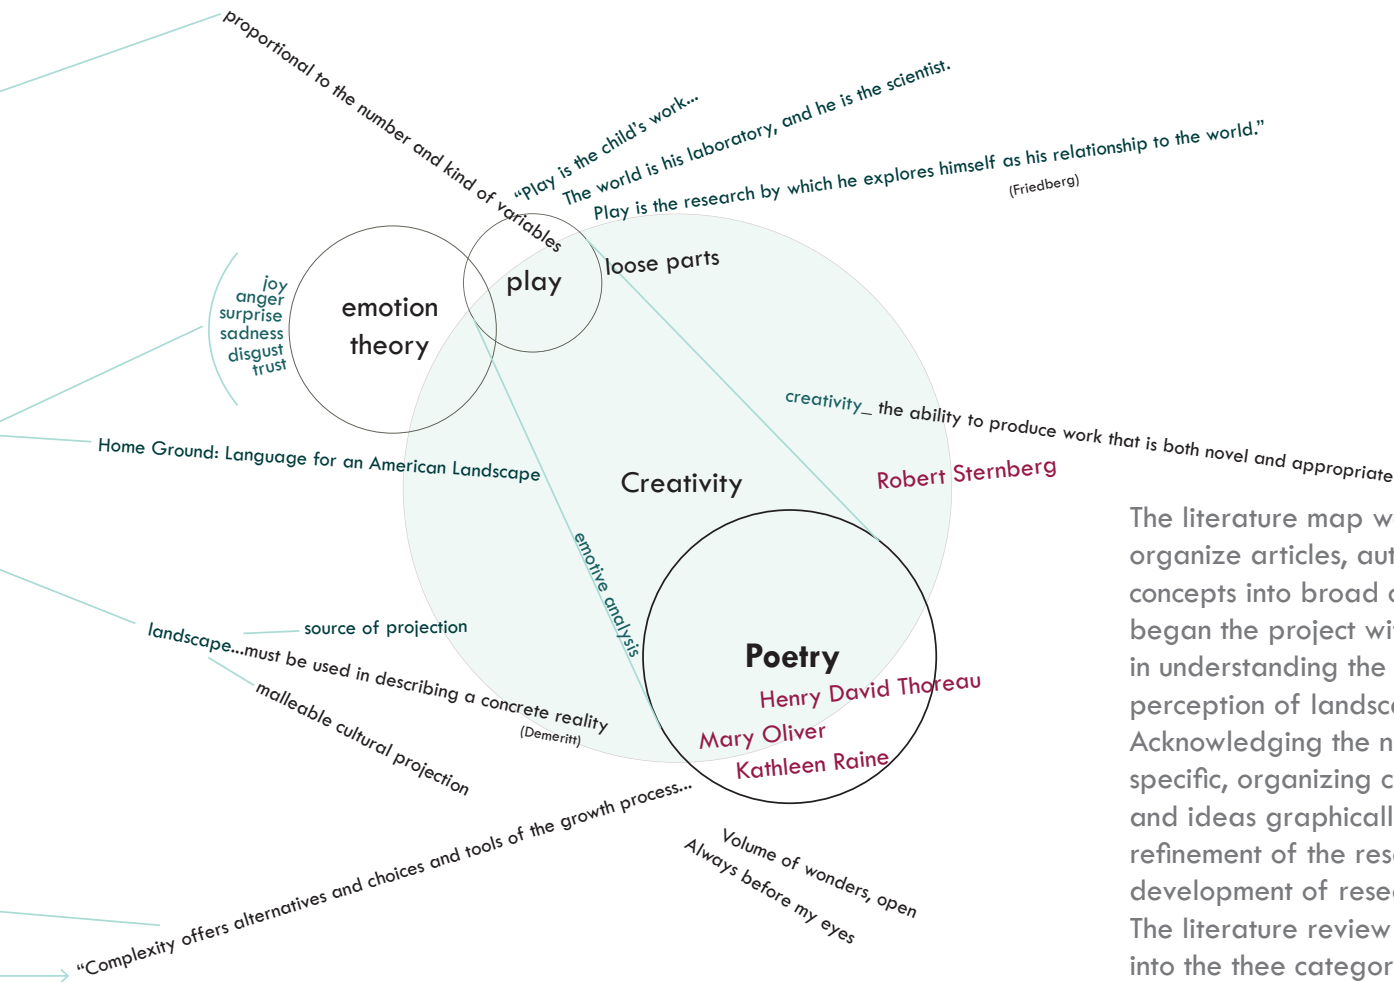 proportional to the number and kind of variables
“Play is the child’s work...
The world is his laboratory, and he is the scientist.
Play is the research by which he explores himself as his relationship to the world.”
(Friedberg)
loose parts
play
emotion
theory
joy
anger
surprise
sadness
disgust
trust
creativity_ the ability to produce work that is both novel and appropriate
Home Ground: Language for an American Landscape
Creativity
Robert Sternberg
emotive analysis
source of projection
landscape...must be used in describing a concrete reality
(Demeritt)
malleable cultural projection
Poetry
Henry David Thoreau
Mary Oliver
Kathleen Raine
“Complexity offers alternatives and choices and tools of the growth process...
Volume of wonders, open
Always before my eyes
The literature map
organize articles,
concepts into broad
began the project
in understanding the
perception of
Acknowledging the
specific, organizing
and ideas
refinement of the
development of
The literature review
into the thee